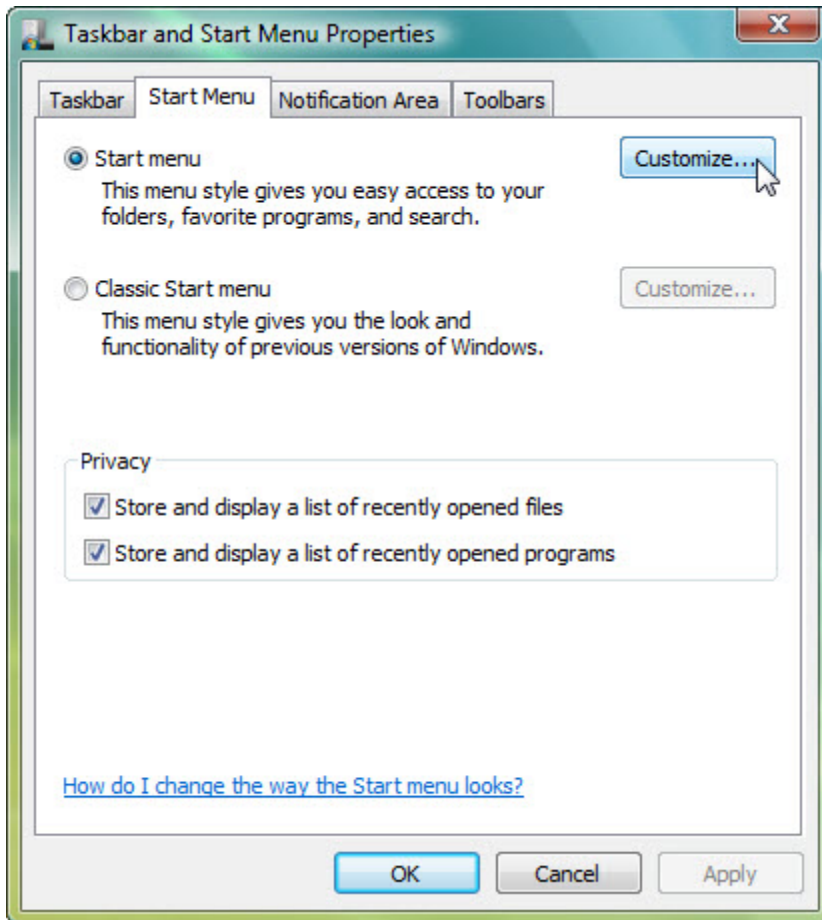 Taskbar and Start Menu Properties
Taskbar
Start Menu
Notification Area
Toolbars
Start menu
Customize...
This menu style gives you easy access to your
folders, favorite programs, and search.
Classic Start menu
Customize...
This menu style gives you the look and
functionality of previous versions of Windows.
Privacy
Store and display a list of recently opened files
Store and display a list of recently opened programs
How do I change the way the Start menu looks?
OK
Cancel
Apply